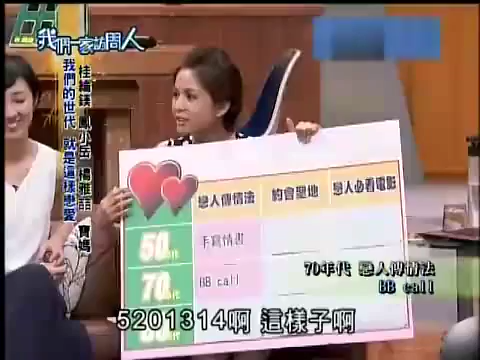 我們一家訪問人
桂綸鎂 鳳小岳 楊雅喆 寶媽
我們的世代 就是這樣戀愛
戀人傳情法 約會聖地 戀人必看電影
50代 手寫情書
70代 BB call
70年代 戀人傳情法
BB call
5201314啊 這樣子啊